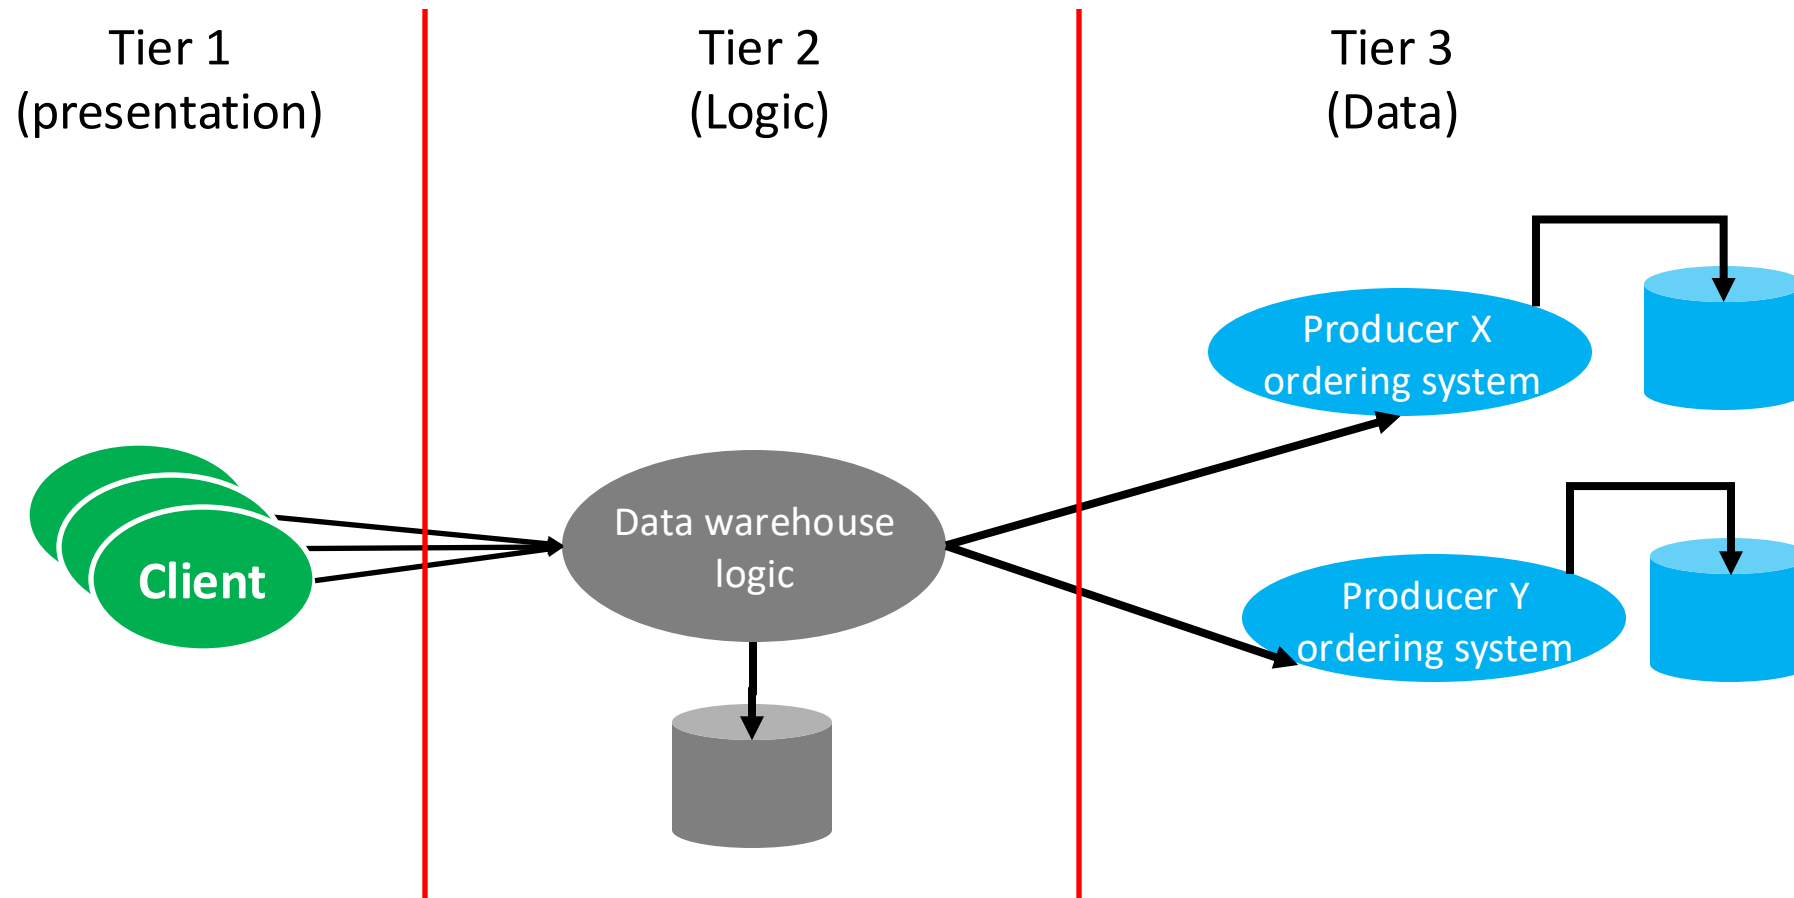 Tier 1
(presentation)
Tier 2
(Logic)
Tier 3
(Data)
Client
Data warehouse
logic
Producer X
ordering system
Producer Y
ordering system